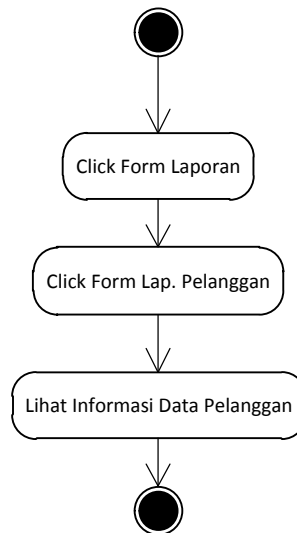 Click Form Laporan
Click Form Lap. Pelanggan
Lihat Informasi Data Pelanggan